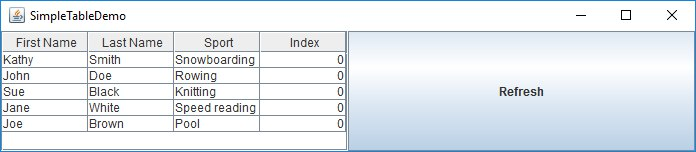 SimpleTableDemo
First Name Last Name Sport Index
Kathy Smith Snowboarding 0
John Doe Rowing 0
Sue Black Knitting 0
Jane White Speed reading 0
Joe Brown Pool 0
Refresh